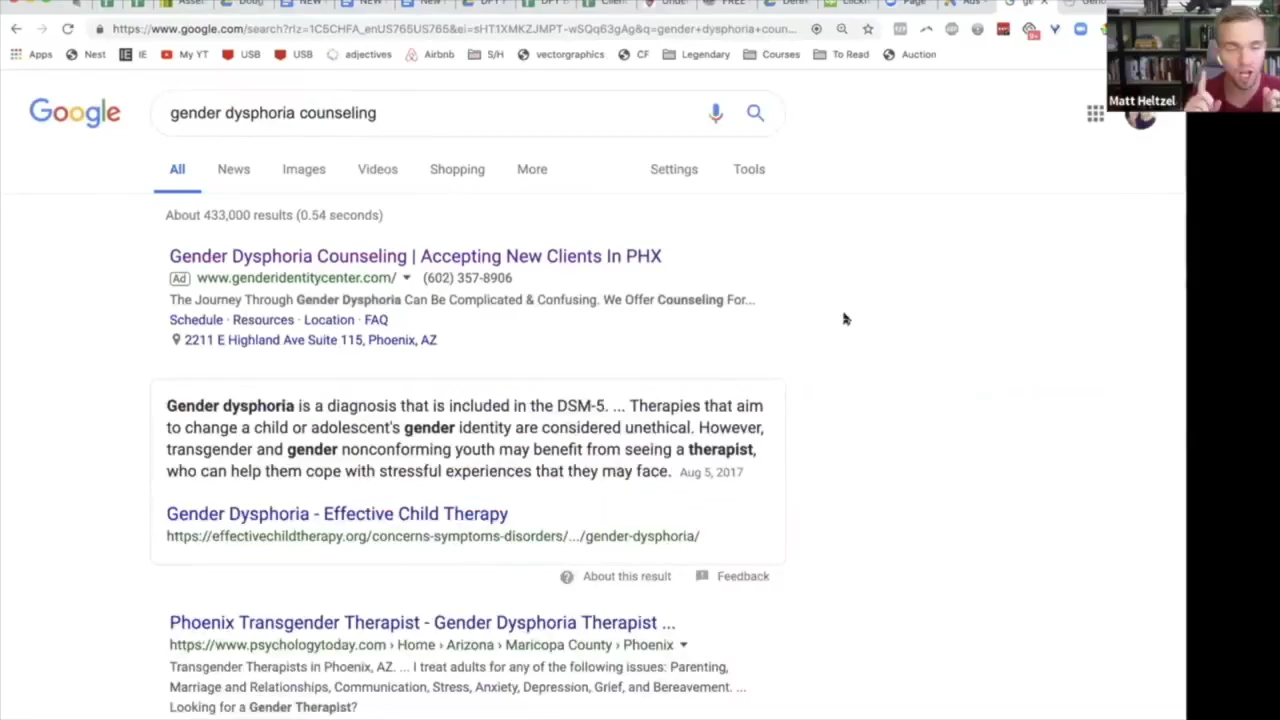 https://www.google.com/search?rlz=1C5CHFA_enUS765US765&ei=sHT1XMKZJMPT-wSQq63gAg&q=gender+dysphoria+coun...
Apps Nest IE My YT USB USB adjectives Airbnb S/H vectorgraphics CF Legendary Courses To Read Auction
Matt Heltzel
Google
gender dysphoria counseling
All News Images Videos Shopping More Settings Tools
About 433,000 results (0.54 seconds)
Gender Dysphoria Counseling | Accepting New Clients In PHX
Ad www.genderidentitycenter.com/ (602) 357-8906
The Journey Through Gender Dysphoria Can Be Complicated & Confusing. We Offer Counseling For...
Schedule · Resources · Location · FAQ
2211 E Highland Ave Suite 115, Phoenix, AZ
Gender dysphoria is a diagnosis that is included in the DSM-5. ... Therapies that aim
to change a child or adolescent's gender identity are considered unethical. However,
transgender and gender nonconforming youth may benefit from seeing a therapist,
who can help them cope with stressful experiences that they may face. Aug 5, 2017
Gender Dysphoria - Effective Child Therapy
https://effectivechildtherapy.org/concerns-symptoms-disorders/.../gender-dysphoria/
About this result Feedback
Phoenix Transgender Therapist - Gender Dysphoria Therapist ...
https://www.psychologytoday.com › Home › Arizona › Maricopa County › Phoenix
Transgender Therapists in Phoenix, AZ. ... I treat adults for any of the following issues: Parenting,
Marriage and Relationships, Communication, Stress, Anxiety, Depression, Grief, and Bereavement. ...
Looking for a Gender Therapist?